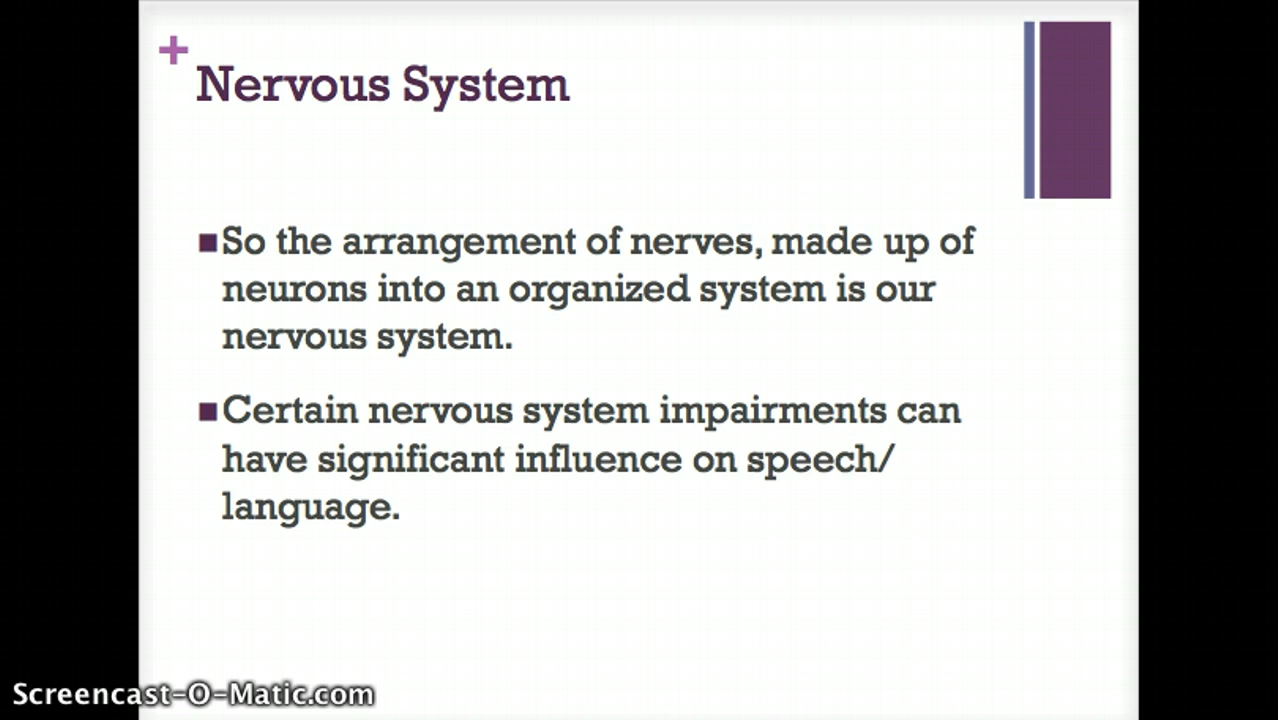 +
Nervous System
■ So the arrangement of nerves, made up of
neurons into an organized system is our
nervous system.
■ Certain nervous system impairments can
have significant influence on speech/
language.
Screencast-O-Matic.com